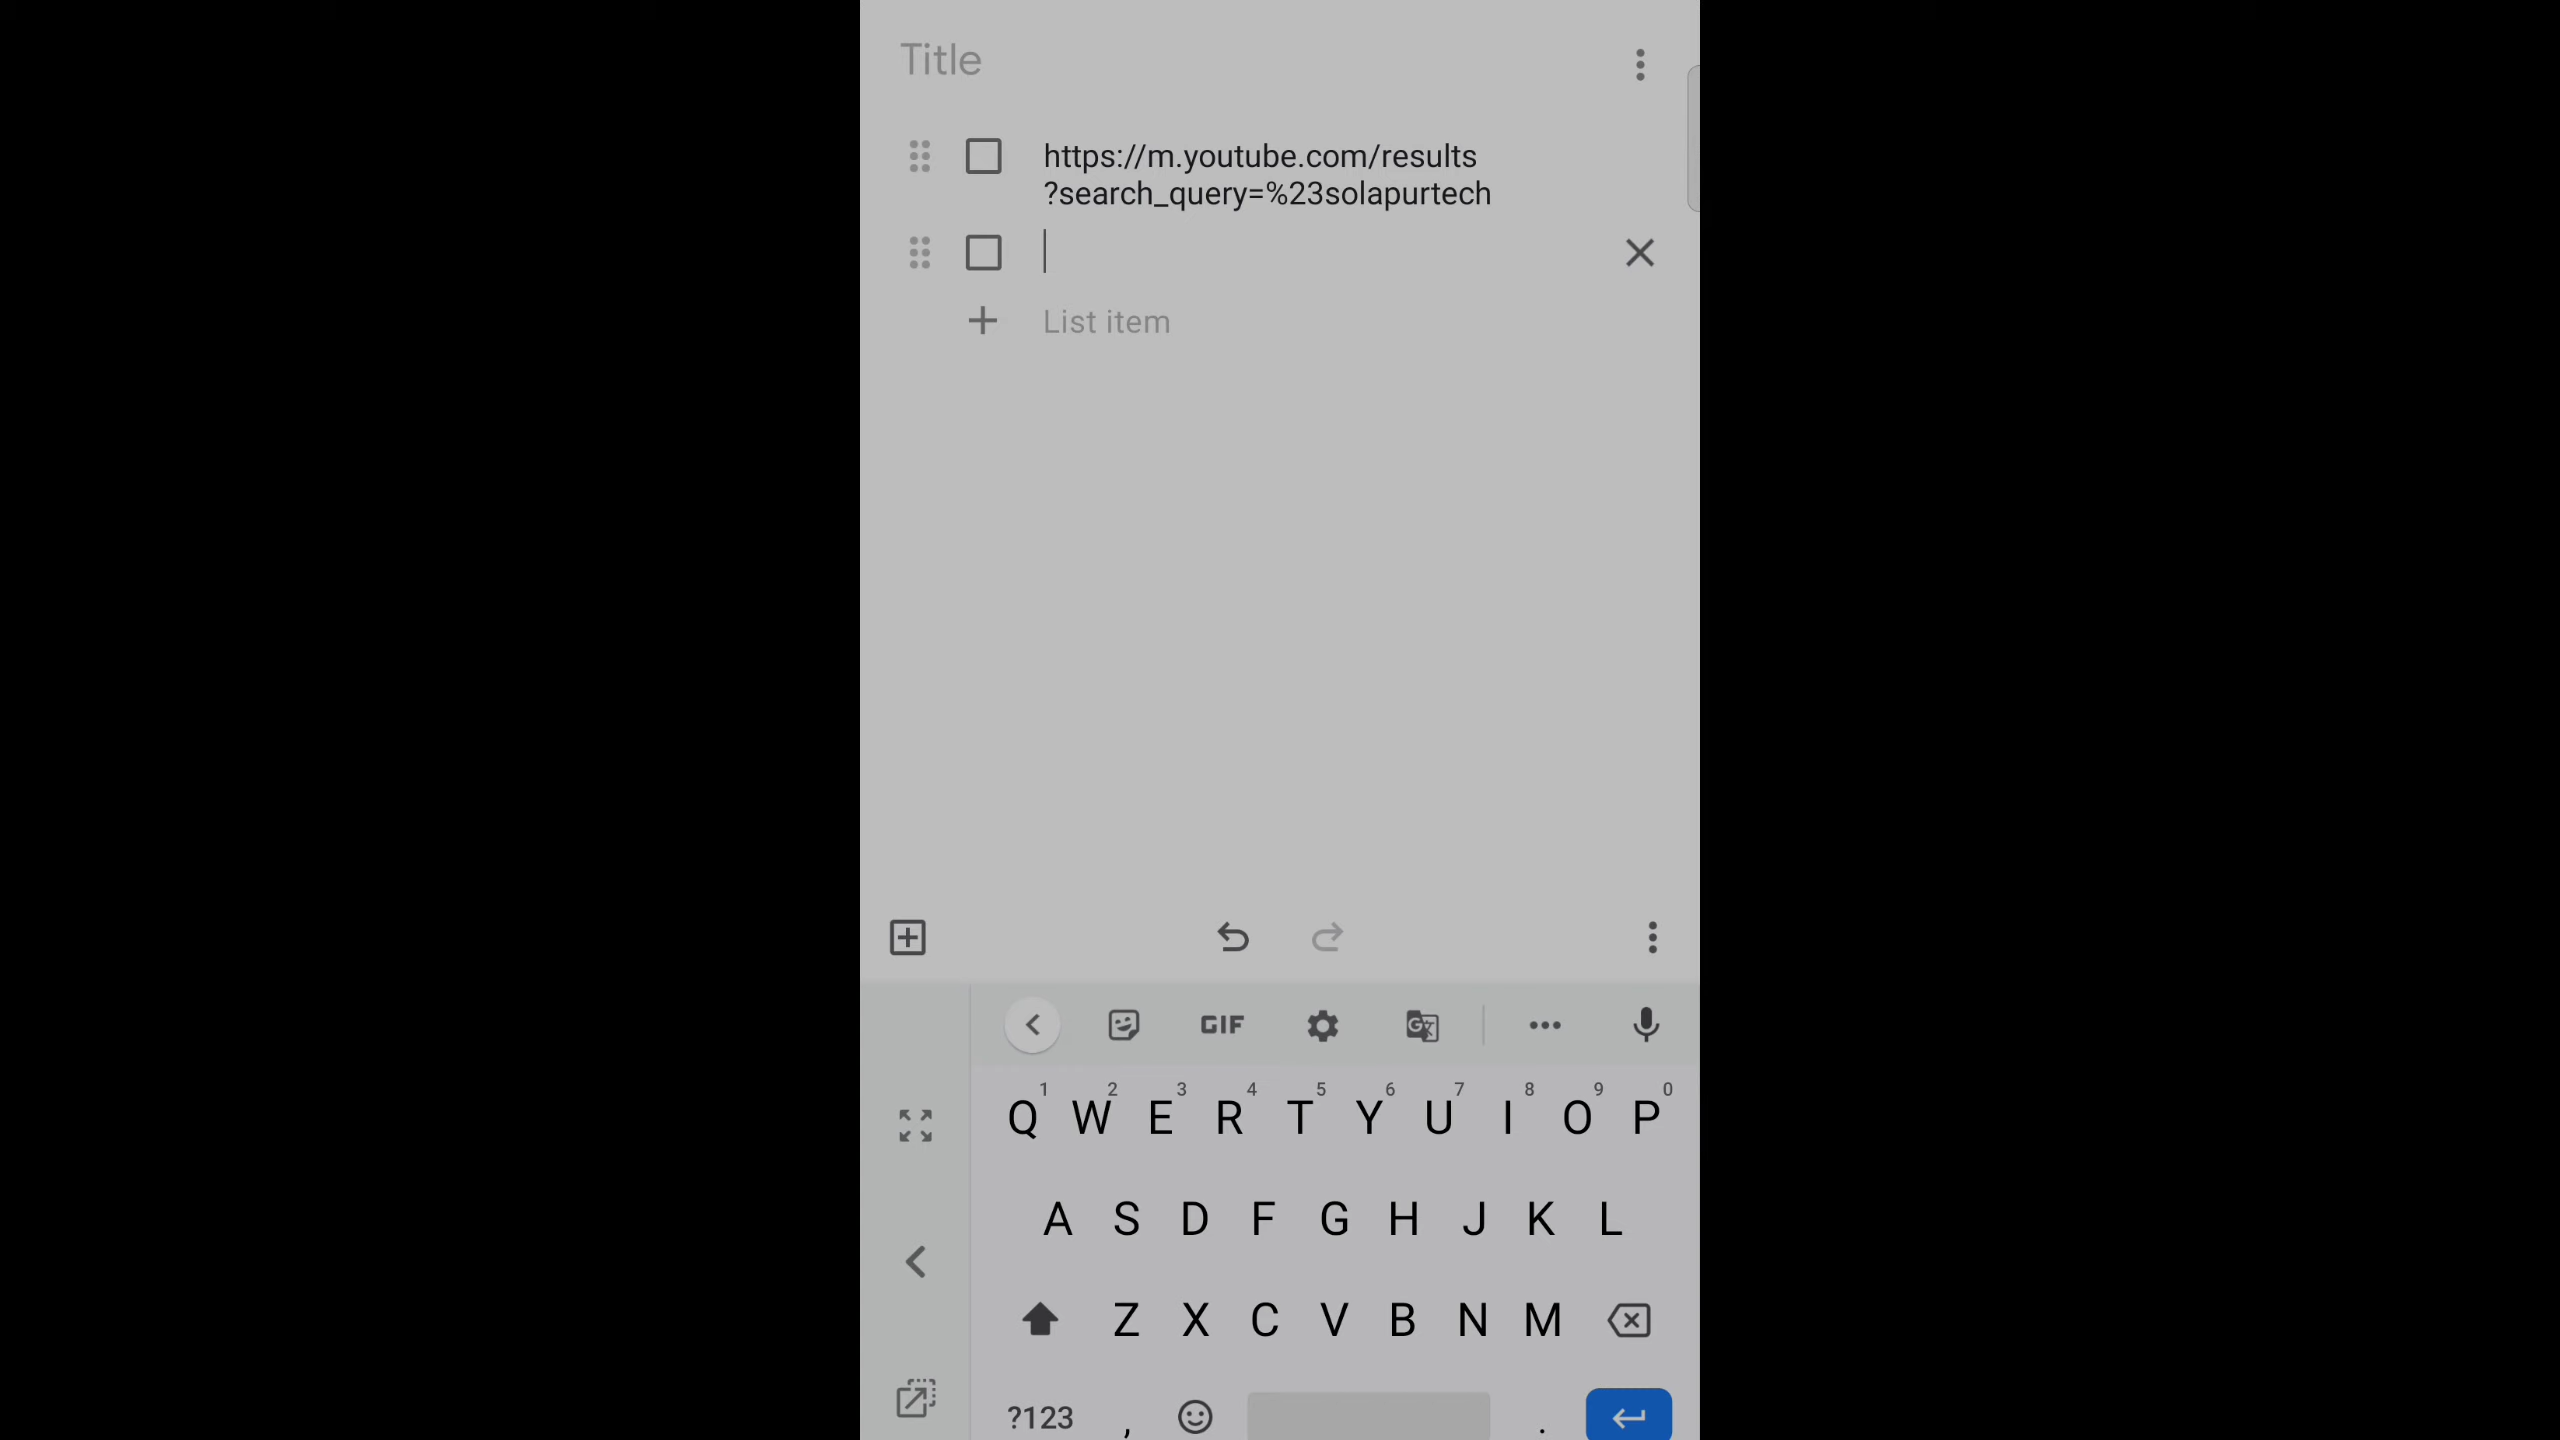 Title
https://m.youtube.com/results
?search_query=%23solapurtech
List item
GIF
G
1 2 3 4 5 6 7 8 9 0
Q W E R T Y U I O P
A S D F G H J K L
Z X C V B N M
?123 , .